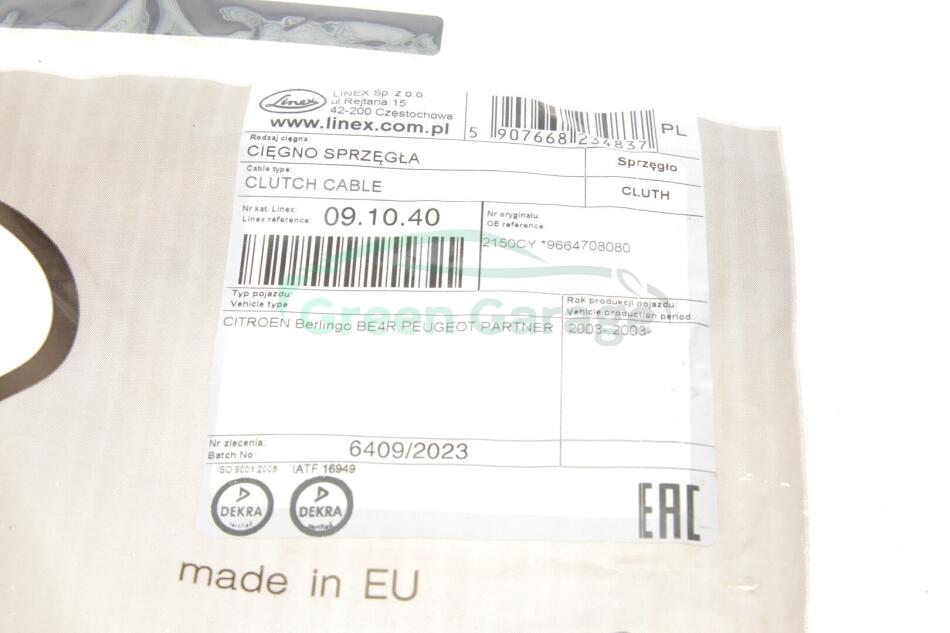 Linex
LINEX Sp. z o.o.
ul.Rejtana 15
42-200 Częstochowa
www.linex.com.pl
5 907668 234837
PL
Rodzaj cięgna:
CIĘGNO SPRZĘGŁA
Sprzęgło
Cable type:
CLUTCH CABLE
CLUTH
Nr kat. Linex:
Linex reference:
09.10.40
Nr oryginału:
OE reference
2150CY *9664708080
Typ pojazdu:
Vehicle type:
Rok produkcji pojazdu:
Vehicle production period:
CITROEN Berlingo BE4R PEUGEOT PARTNER
2003- 2003-
Green Garage
Nr zlecenia:
Batch No:
6409/2023
ISO 9001:2008
IATF 16949
DEKRA
DEKRA
EAC
made in EU